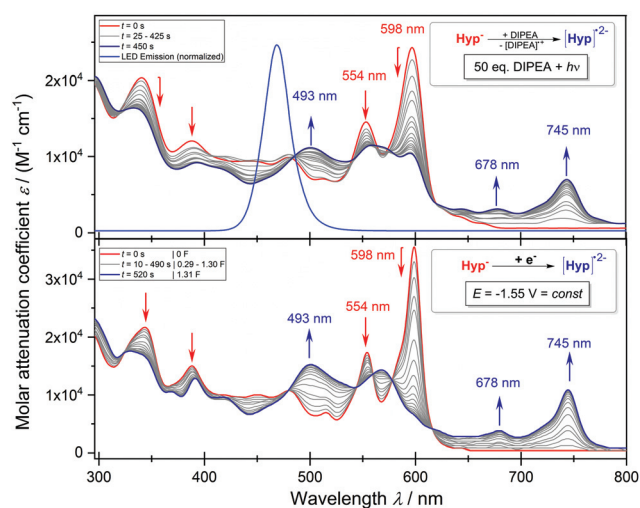 Molar attenuation coefficient ε / (M⁻¹ cm⁻¹)
t = 0 s
t = 25 - 425 s
t = 450 s
LED Emission (normalized)
598 nm
554 nm
493 nm
678 nm
745 nm
Hyp⁻ + DIPEA - [DIPEA]•⁺ [Hyp]•²⁻
50 eq. DIPEA + hν
2x10⁴
1x10⁴
0
t = 0 s | 0 F
t = 10 - 490 s | 0.29 - 1.30 F
t = 520 s | 1.31 F
598 nm
554 nm
493 nm
678 nm
745 nm
Hyp⁻ + e⁻ [Hyp]•²⁻
E = -1.55 V = const
3x10⁴
2x10⁴
1x10⁴
0
300 400 500 600 700 800
Wavelength λ / nm